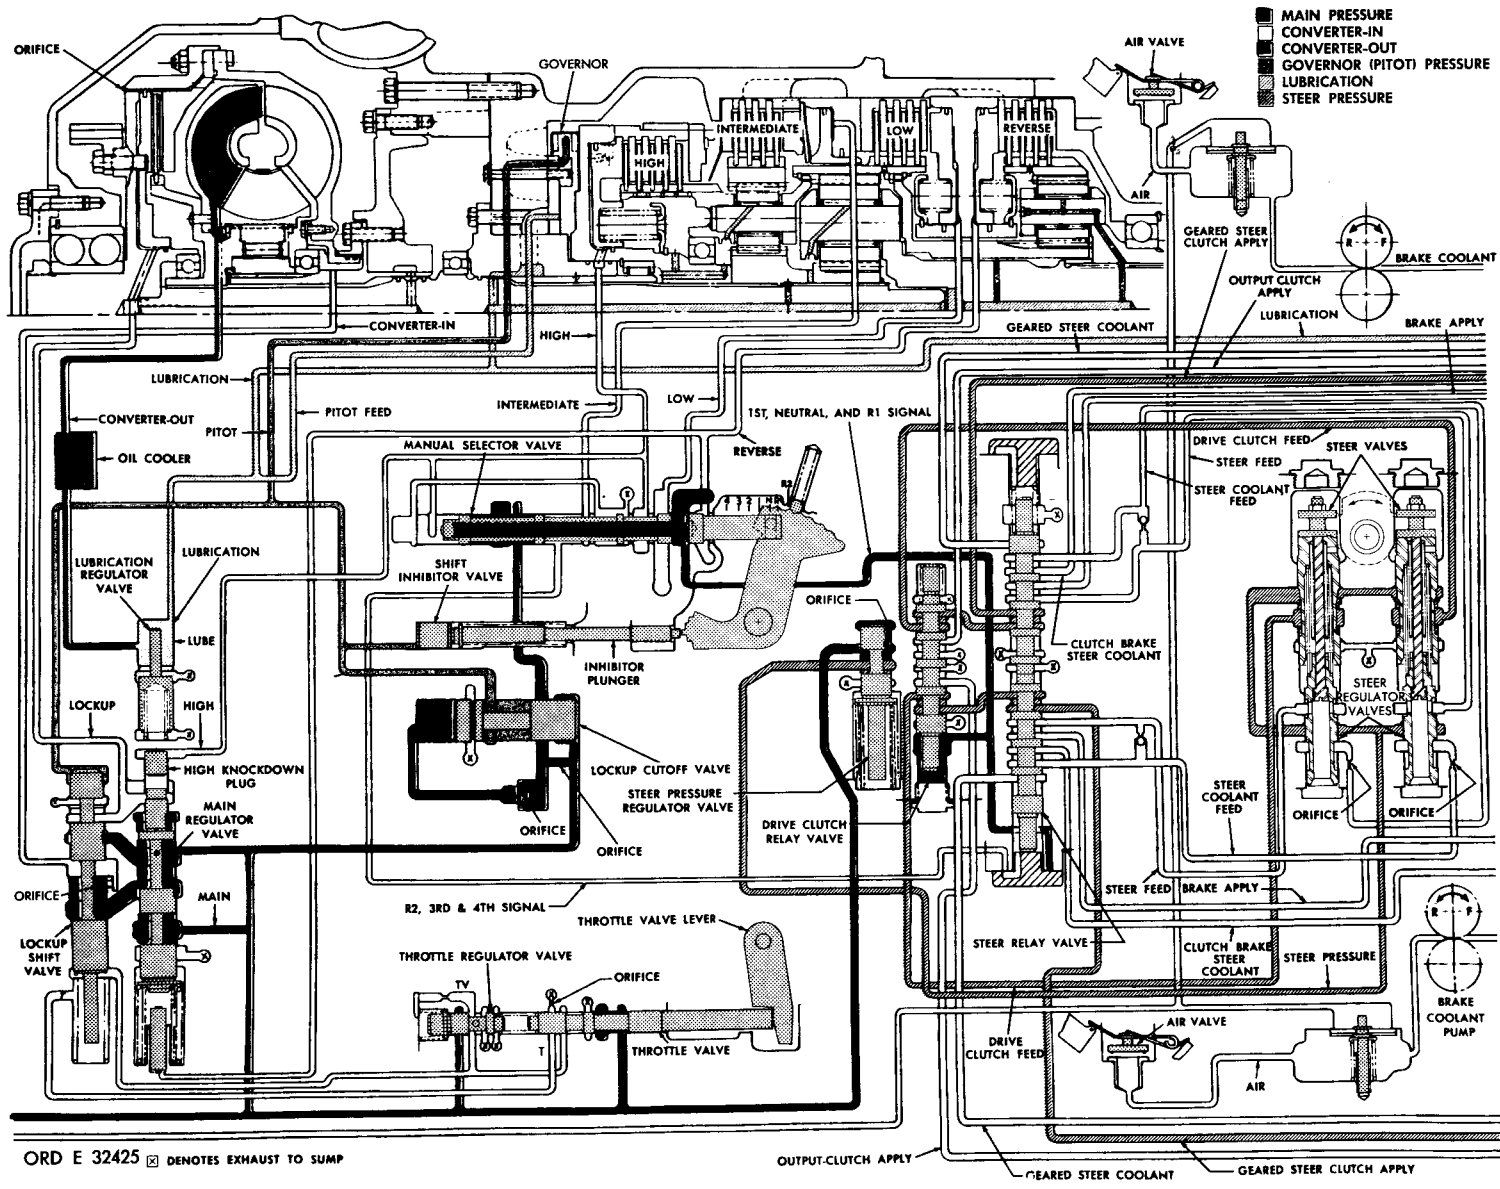 MAIN PRESSURE
CONVERTER-IN
CONVERTER-OUT
GOVERNOR (PITOT) PRESSURE
LUBRICATION
STEER PRESSURE
ORIFICE
GOVERNOR
AIR VALVE
INTERMEDIATE
LOW
REVERSE
HIGH
AIR
GEARED STEER
CLUTCH APPLY
R F
BRAKE COOLANT
OUTPUT CLUTCH
APPLY
CONVERTER-IN
HIGH
GEARED STEER COOLANT
LUBRICATION
BRAKE APPLY
LUBRICATION
INTERMEDIATE
LOW
1ST, NEUTRAL, AND R1 SIGNAL
CONVERTER-OUT
PITOT FEED
PITOT
MANUAL SELECTOR VALVE
REVERSE
DRIVE CLUTCH FEED
STEER VALVES
OIL COOLER
STEER FEED
STEER COOLANT
FEED
R2
4 3 2 1 N R1
LUBRICATION
REGULATOR
VALVE
LUBRICATION
SHIFT
INHIBITOR VALVE
ORIFICE
LUBE
CLUTCH BRAKE
STEER COOLANT
INHIBITOR
PLUNGER
STEER
REGULATOR
VALVES
LOCKUP
HIGH
HIGH KNOCKDOWN
PLUG
LOCKUP CUTOFF VALVE
STEER PRESSURE
REGULATOR VALVE
MAIN
REGULATOR
VALVE
STEER
COOLANT
FEED
ORIFICE
ORIFICE
ORIFICE
DRIVE CLUTCH
RELAY VALVE
ORIFICE
ORIFICE
MAIN
STEER FEED
BRAKE APPLY
R2, 3RD & 4TH SIGNAL
THROTTLE VALVE LEVER
LOCKUP
SHIFT
VALVE
STEER RELAY VALVE
CLUTCH BRAKE
STEER
COOLANT
STEER PRESSURE
R F
THROTTLE REGULATOR VALVE
ORIFICE
TV
BRAKE
COOLANT
PUMP
AIR VALVE
T
THROTTLE VALVE
DRIVE
CLUTCH FEED
AIR
ORD E 32425 X DENOTES EXHAUST TO SUMP
OUTPUT-CLUTCH APPLY
GEARED STEER COOLANT
GEARED STEER CLUTCH APPLY